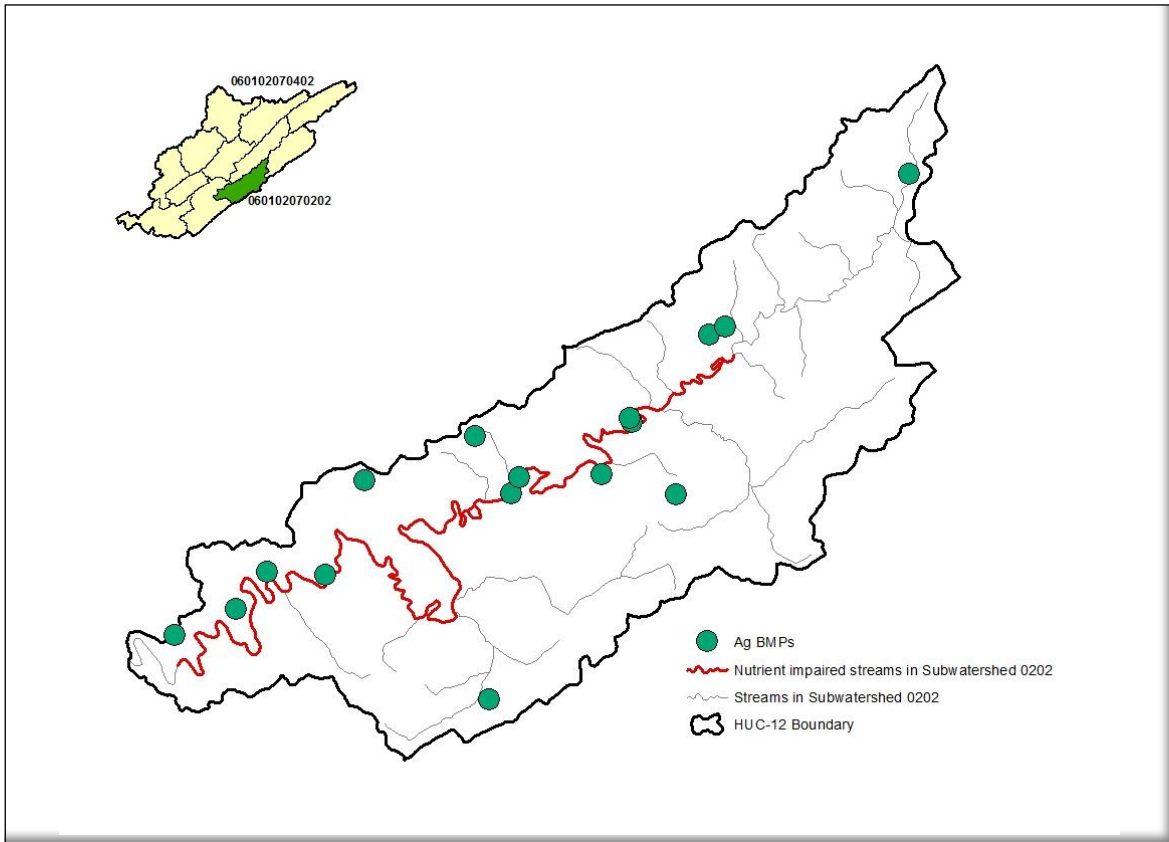 060102070402
060102070202
Ag BMPs
Nutrient impaired streams in Subwatershed 0202
Streams in Subwatershed 0202
HUC-12 Boundary